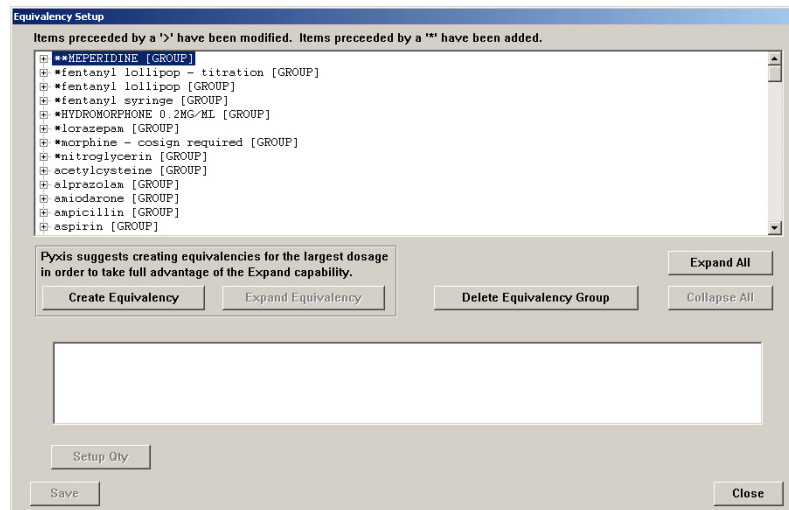 Equivalency Setup
Items preceeded by a '>' have been modified. Items preceeded by a '*' have been added.
**MEPERIDINE [GROUP]
*fentanyl lollipop - titration [GROUP]
*fentanyl lollipop [GROUP]
*fentanyl syringe [GROUP]
*HYDROMORPHONE 0.2MG/ML [GROUP]
*lorazepam [GROUP]
*morphine - cosign required [GROUP]
*nitroglycerin [GROUP]
acetylcysteine [GROUP]
alprazolam [GROUP]
amiodarone [GROUP]
ampicillin [GROUP]
aspirin [GROUP]
Pyxis suggests creating equivalencies for the largest dosage
in order to take full advantage of the Expand capability.
Expand All
Create Equivalency
Expand Equivalency
Delete Equivalency Group
Collapse All
Setup Qty
Save
Close